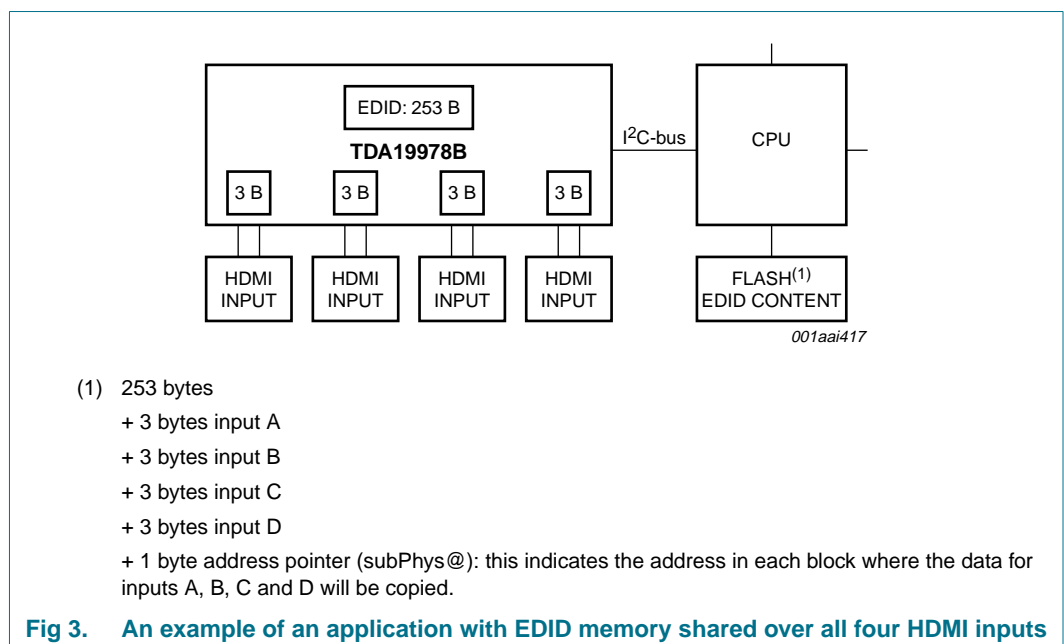 EDID: 253 B
TDA19978B
I2C-bus
CPU
3 B
3 B
3 B
3 B
HDMI
INPUT
HDMI
INPUT
HDMI
INPUT
HDMI
INPUT
FLASH(1)
EDID CONTENT
001aai417
(1) 253 bytes
+ 3 bytes input A
+ 3 bytes input B
+ 3 bytes input C
+ 3 bytes input D
+ 1 byte address pointer (subPhys@): this indicates the address in each block where the data for
inputs A, B, C and D will be copied.
Fig 3. An example of an application with EDID memory shared over all four HDMI inputs